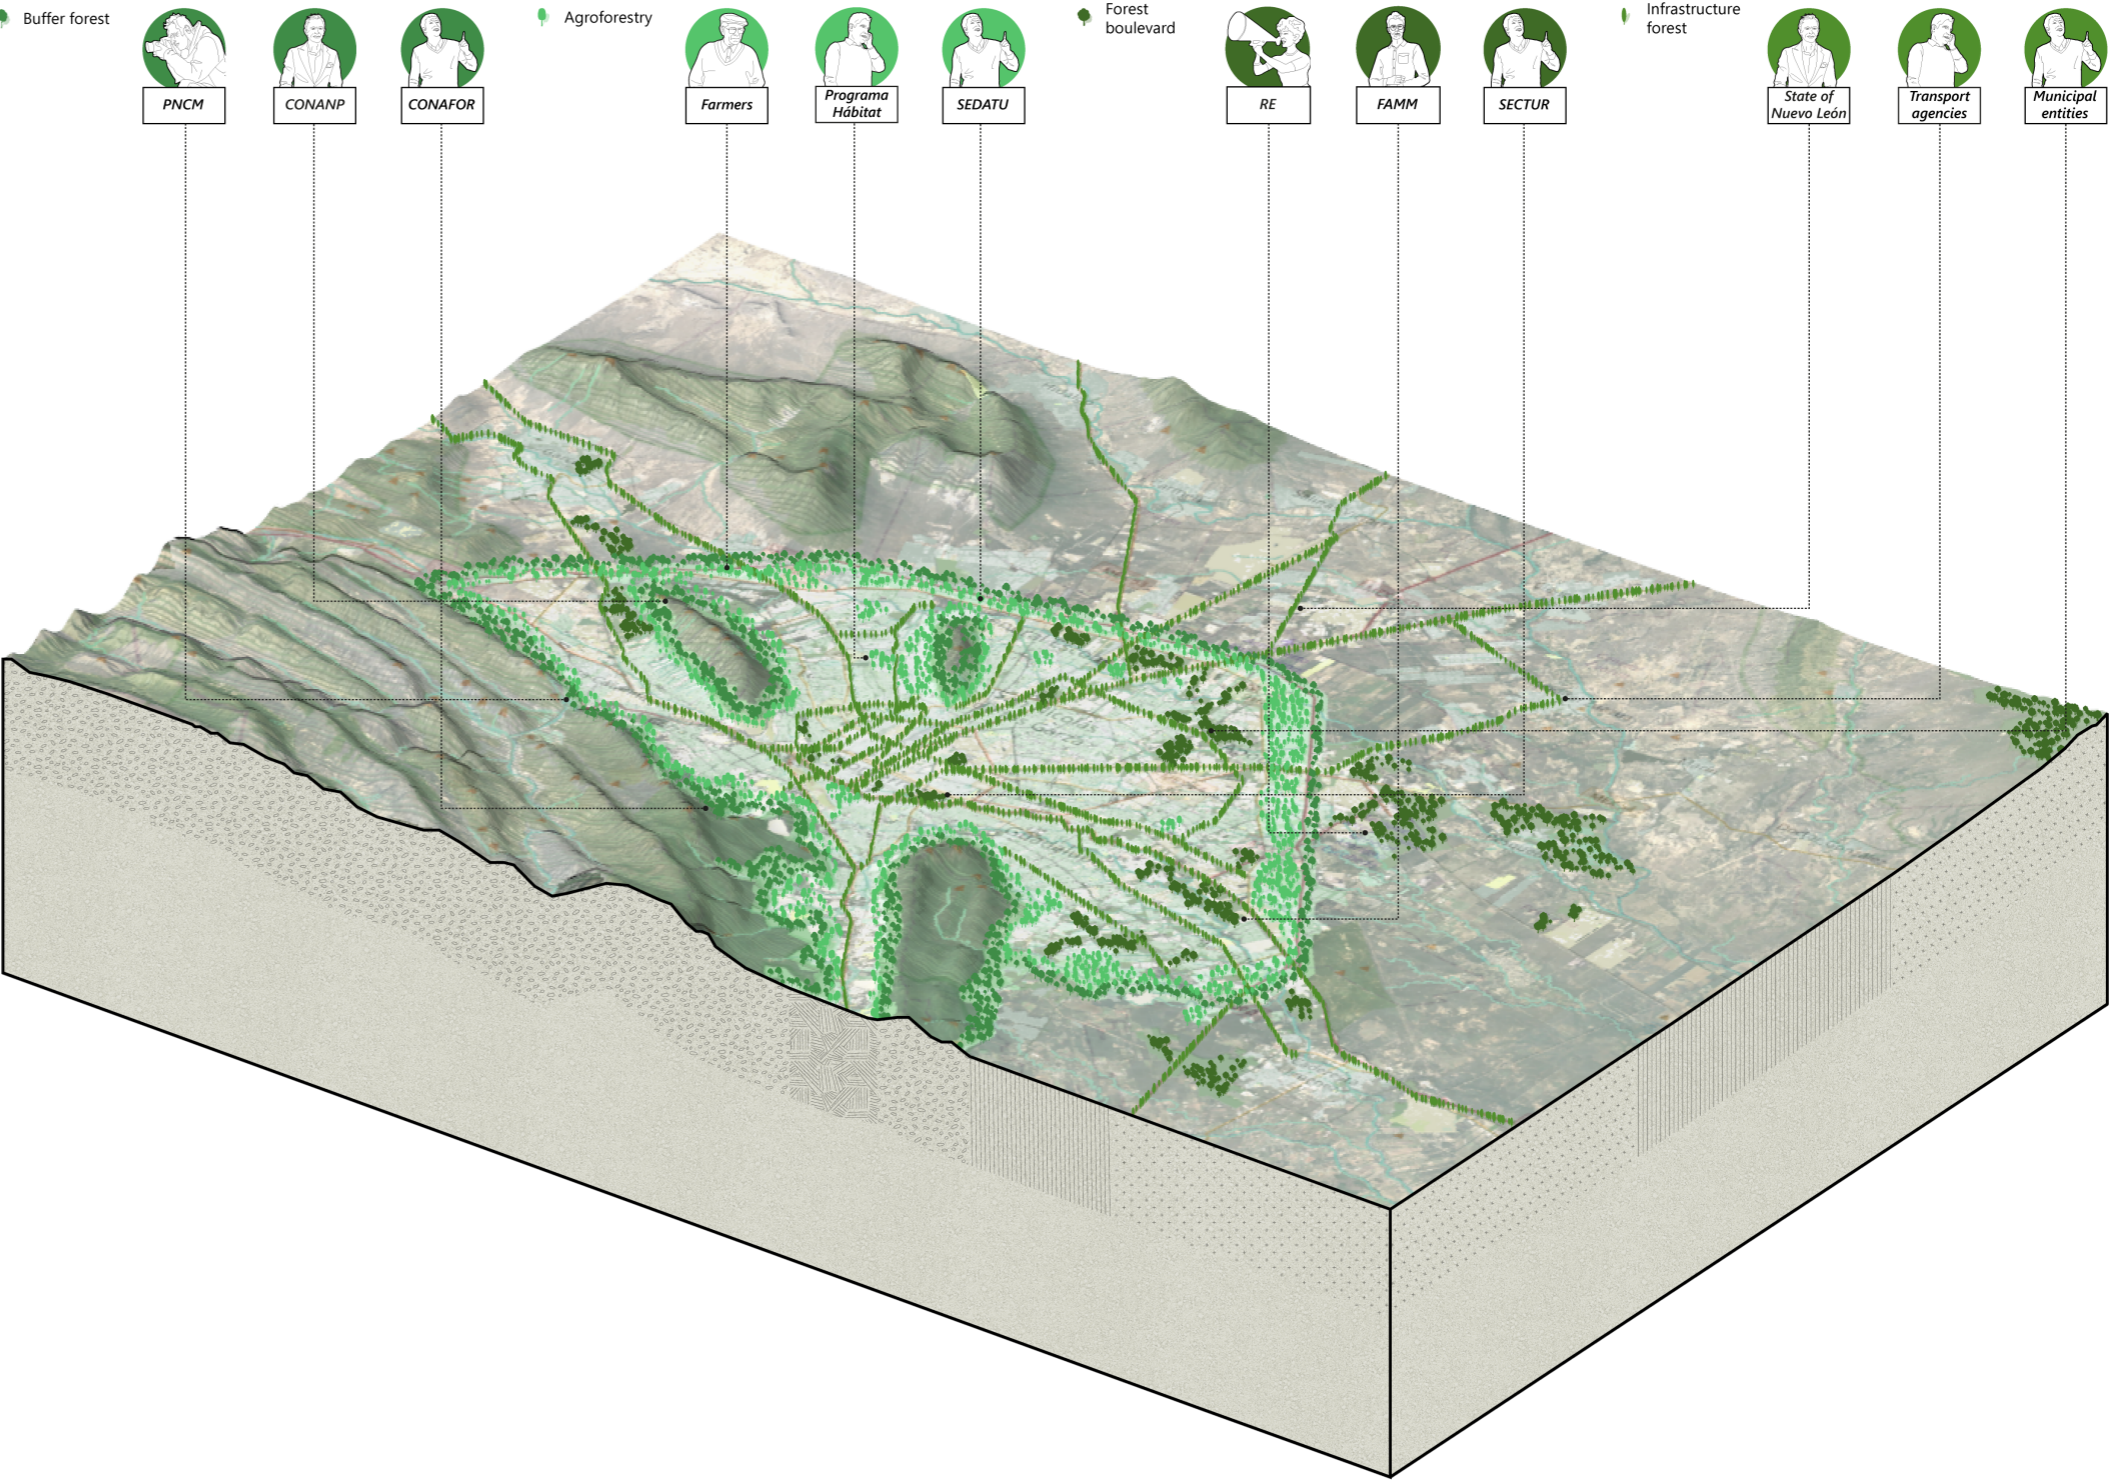 Buffer forest
PNCM
CONANP
CONAFOR
Agroforestry
Farmers
Programa
Hábitat
SEDATU
Forest
boulevard
RE
FAMM
SECTUR
Infrastructure
forest
State of
Nuevo León
Transport
agencies
Municipal
entities